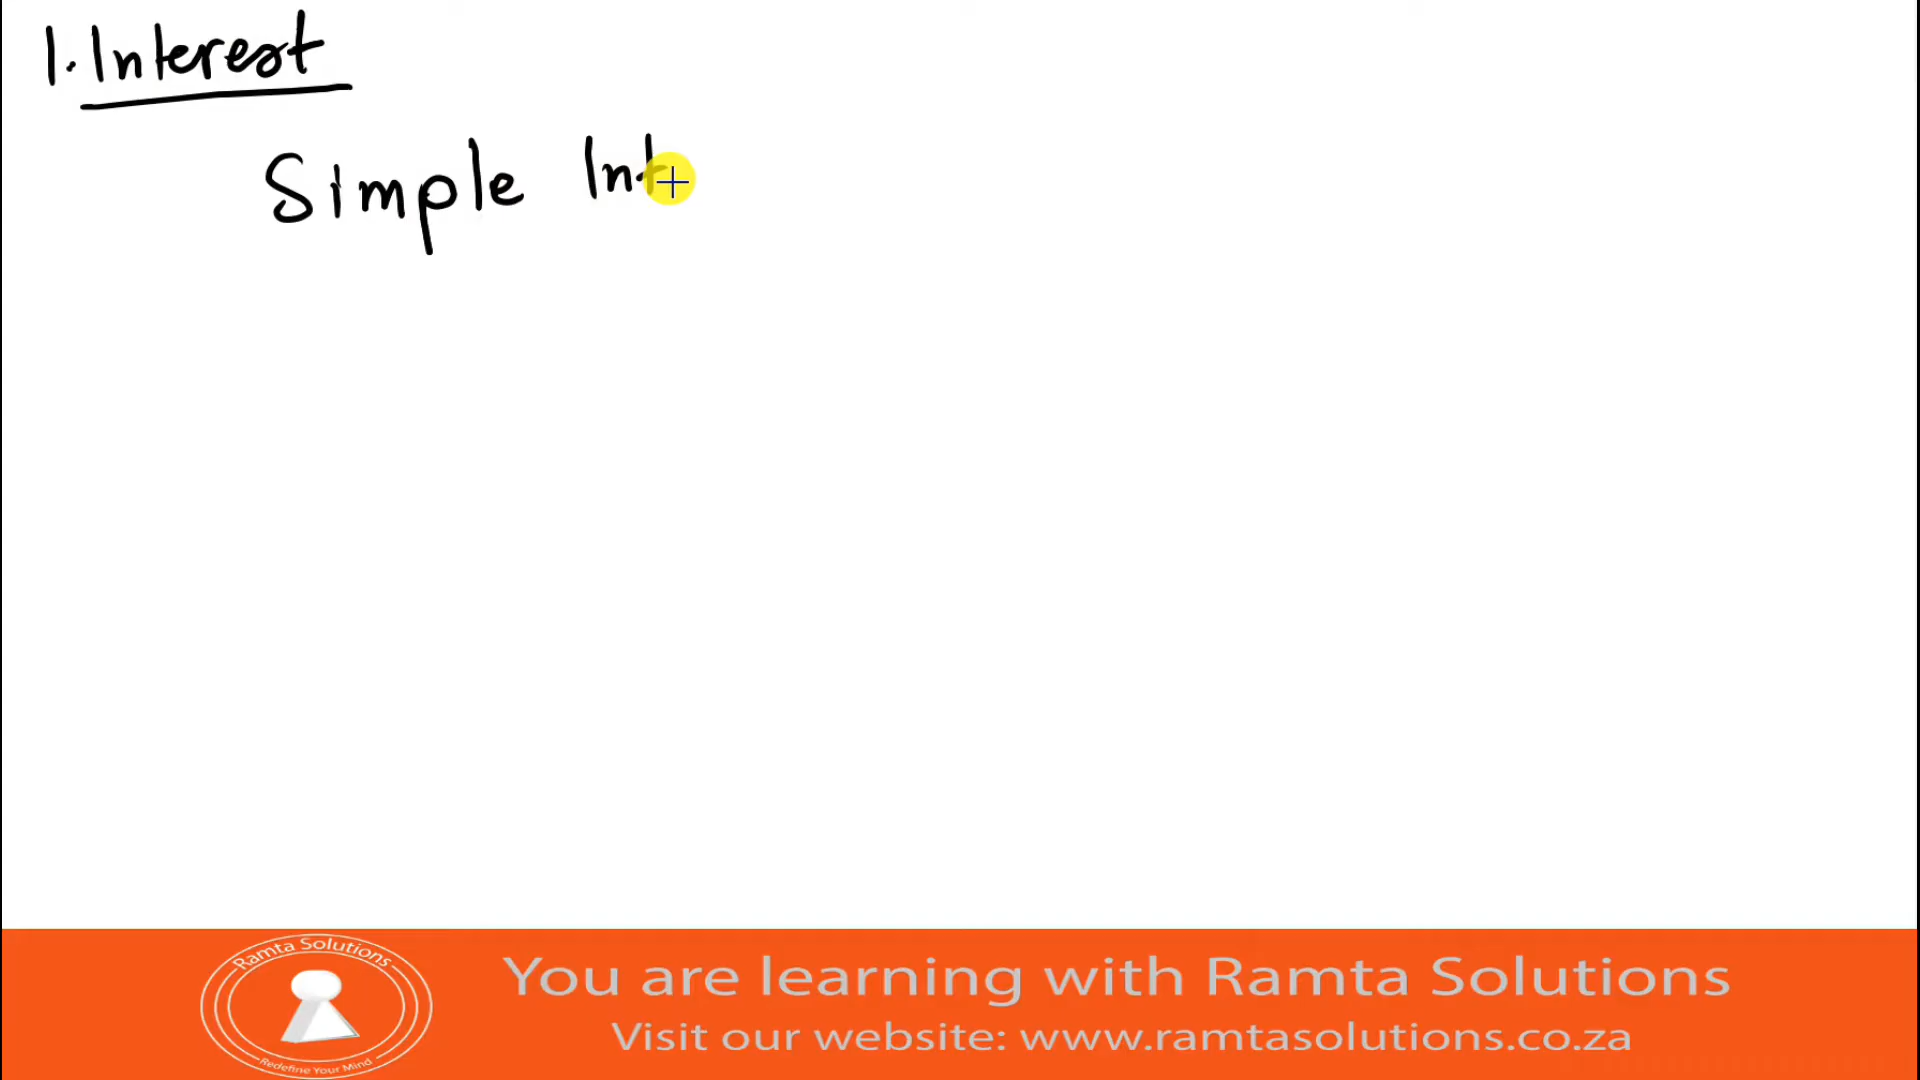 1. Interest
Simple Int
Ramta Solutions
Redefine Your Mind
You are learning with Ramta Solutions
Visit our website: www.ramtasolutions.co.za